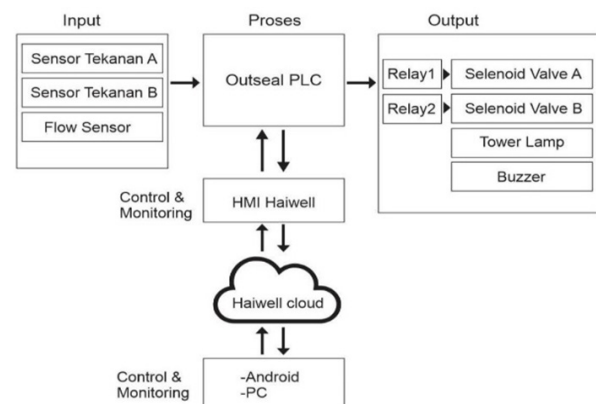 Input
Proses
Output
Sensor Tekanan A
Sensor Tekanan B
Flow Sensor
Outseal PLC
Relay1
Selenoid Valve A
Relay2
Selenoid Valve B
Tower Lamp
Buzzer
Control &
Monitoring
HMI Haiwell
Haiwell cloud
Control &
Monitoring
-Android
-PC